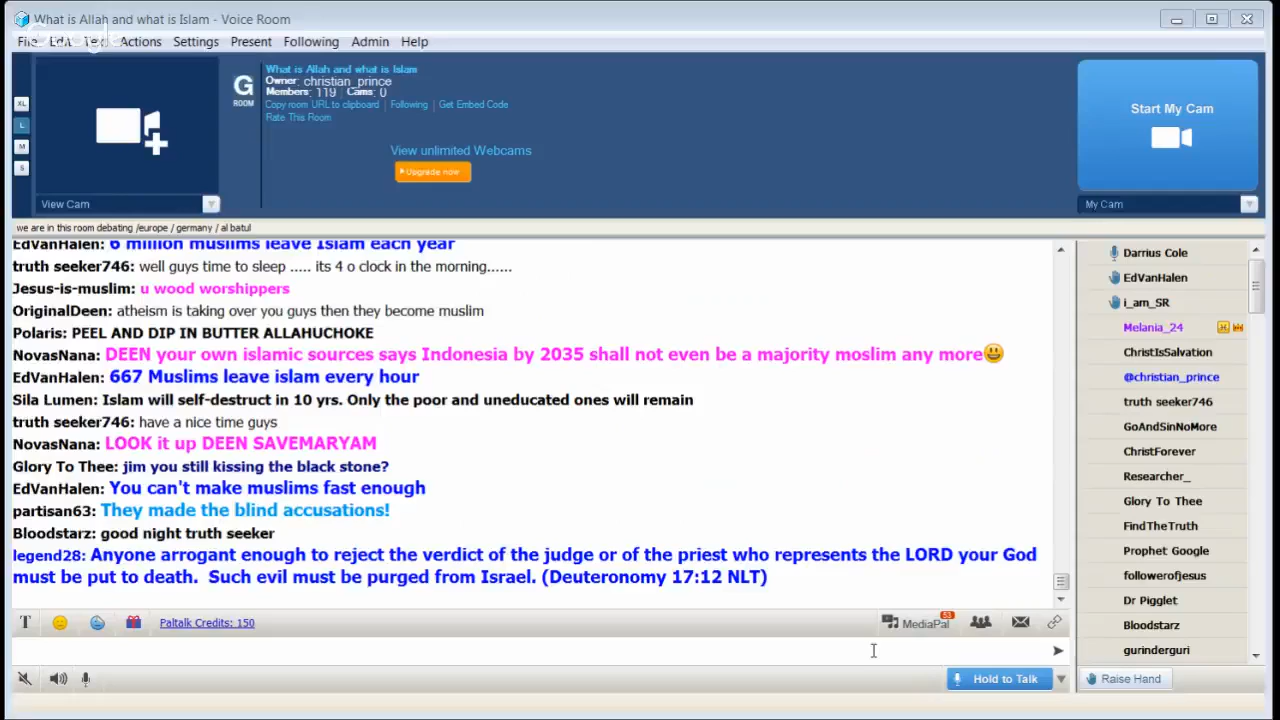 What is Allah and what is Islam - Voice Room
Google
File Edit Text Actions Settings Present Following Admin Help
XL
L
M
S
G
ROOM
What is Allah and what is Islam
Owner: christian_prince
Members: 119 Cams: 0
Copy room URL to clipboard | Following | Get Embed Code
Rate This Room
View unlimited Webcams
Upgrade now
Start My Cam
View Cam
My Cam
we are in this room debating /europe / germany / al batul
EdVanHalen: 6 million muslims leave Islam each year
truth seeker746: well guys time to sleep ..... its 4 o clock in the morning......
Jesus-is-muslim: u wood worshippers
OriginalDeen: atheism is taking over you guys then they become muslim
Polaris: PEEL AND DIP IN BUTTER ALLAHUCHOKE
NovasNana: DEEN your own islamic sources says Indonesia by 2035 shall not even be a majority moslim any more😃
EdVanHalen: 667 Muslims leave islam every hour
Sila Lumen: Islam will self-destruct in 10 yrs. Only the poor and uneducated ones will remain
truth seeker746: have a nice time guys
NovasNana: LOOK it up DEEN SAVEMARYAM
Glory To Thee: jim you still kissing the black stone?
EdVanHalen: You can't make muslims fast enough
partisan63: They made the blind accusations!
Bloodstarz: good night truth seeker
legend28: Anyone arrogant enough to reject the verdict of the judge or of the priest who represents the LORD your God
must be put to death. Such evil must be purged from Israel. (Deuteronomy 17:12 NLT)
Darrius Cole
EdVanHalen
i_am_SR
Melania_24
ChristIsSalvation
@christian_prince
truth seeker746
GoAndSinNoMore
ChristForever
Researcher_
Glory To Thee
FindTheTruth
Prophet Google
followerofjesus
Dr Pigglet
Bloodstarz
gurinderguri
T
Paltalk Credits: 150
MediaPal
53
Hold to Talk
Raise Hand